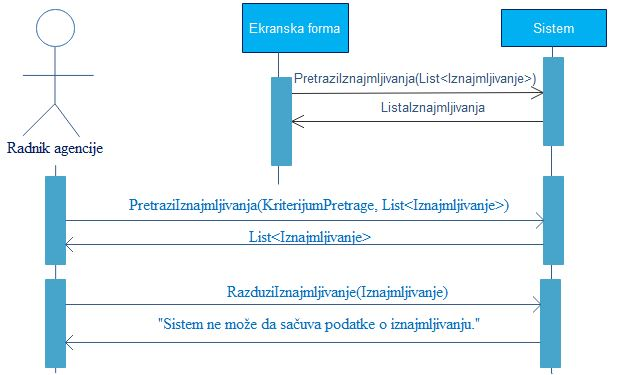 Ekranska forma
Sistem
PretraziIznajmljivanja(List<Iznajmljivanje>)
ListaIznajmljivanja
Radnik agencije
PretraziIznajmljivanja(KriterijumPretrage, List<Iznajmljivanje>)
List<Iznajmljivanje>
RazduziIznajmljivanje(Iznajmljivanje)
"Sistem ne može da sačuva podatke o iznajmljivanju."